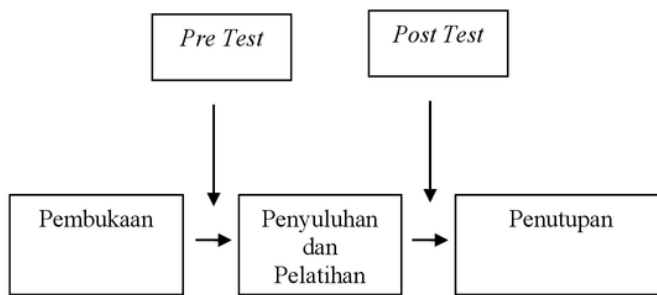 Pre Test
Post Test
Pembukaan
Penyuluhan
dan
Pelatihan
Penutupan